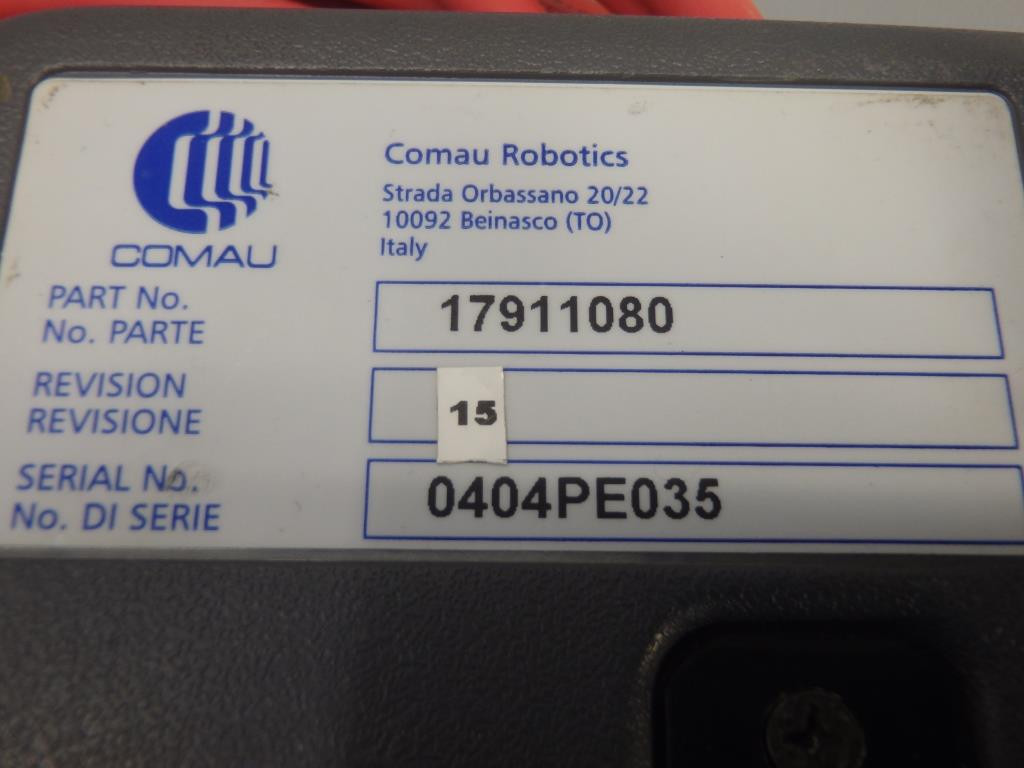 COMAU
Comau Robotics
Strada Orbassano 20/22
10092 Beinasco (TO)
Italy
PART No.
No. PARTE
17911080
REVISION
REVISIONE
15
SERIAL No.
No. DI SERIE
0404PE035